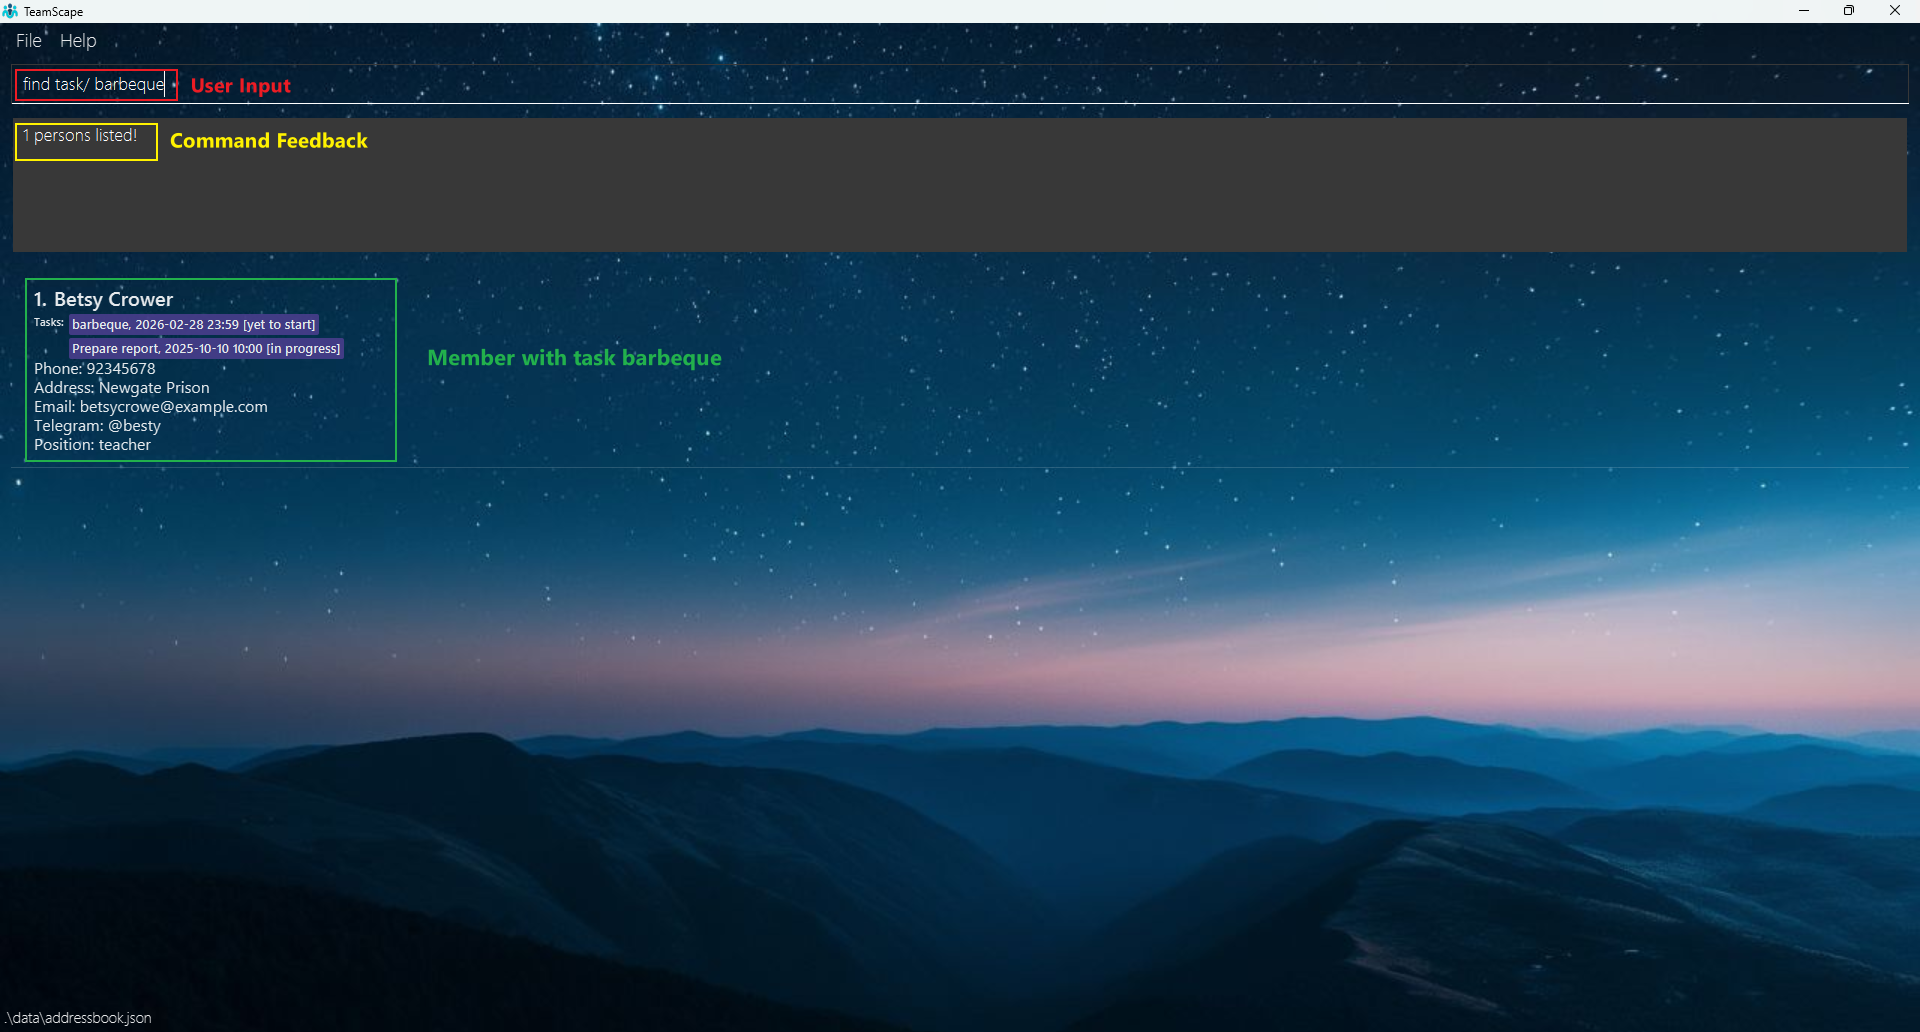 TeamScape
File Help
find task/ barbeque User Input
1 persons listed! Command Feedback
1. Betsy Crower
Tasks: barbeque, 2026-02-28 23:59 [yet to start]
Prepare report, 2025-10-10 10:00 [in progress]
Member with task barbeque
Phone: 92345678
Address: Newgate Prison
Email: betsycrowe@example.com
Telegram: @besty
Position: teacher
.\data\addressbook.json